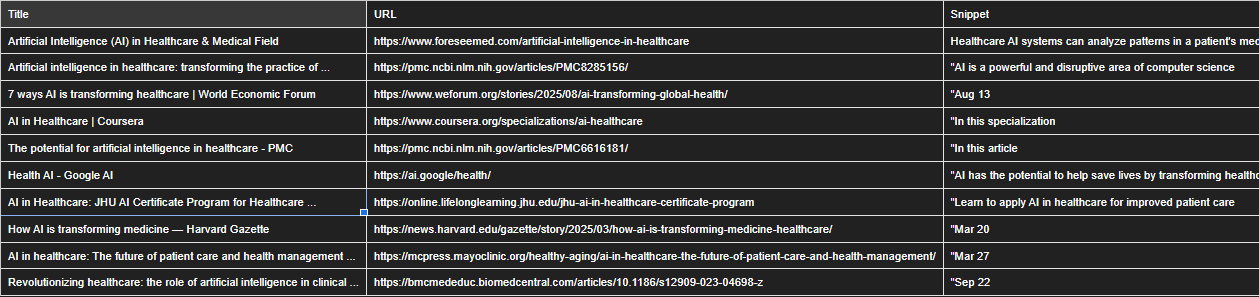 Title URL Snippet
Artificial Intelligence (AI) in Healthcare & Medical Field https://www.foreseemed.com/artificial-intelligence-in-healthcare Healthcare AI systems can analyze patterns in a patient's med
Artificial intelligence in healthcare: transforming the practice of ... https://pmc.ncbi.nlm.nih.gov/articles/PMC8285156/ "AI is a powerful and disruptive area of computer science
7 ways AI is transforming healthcare | World Economic Forum https://www.weforum.org/stories/2025/08/ai-transforming-global-health/ "Aug 13
AI in Healthcare | Coursera https://www.coursera.org/specializations/ai-healthcare "In this specialization
The potential for artificial intelligence in healthcare - PMC https://pmc.ncbi.nlm.nih.gov/articles/PMC6616181/ "In this article
Health AI - Google AI https://ai.google/health/ "AI has the potential to help save lives by transforming healthc
AI in Healthcare: JHU AI Certificate Program for Healthcare ... https://online.lifelonglearning.jhu.edu/jhu-ai-in-healthcare-certificate-program "Learn to apply AI in healthcare for improved patient care
How AI is transforming medicine — Harvard Gazette https://news.harvard.edu/gazette/story/2025/03/how-ai-is-transforming-medicine-healthcare/ "Mar 20
AI in healthcare: The future of patient care and health management ... https://mcpress.mayoclinic.org/healthy-aging/ai-in-healthcare-the-future-of-patient-care-and-health-management/ "Mar 27
Revolutionizing healthcare: the role of artificial intelligence in clinical ... https://bmcmededuc.biomedcentral.com/articles/10.1186/s12909-023-04698-z "Sep 22